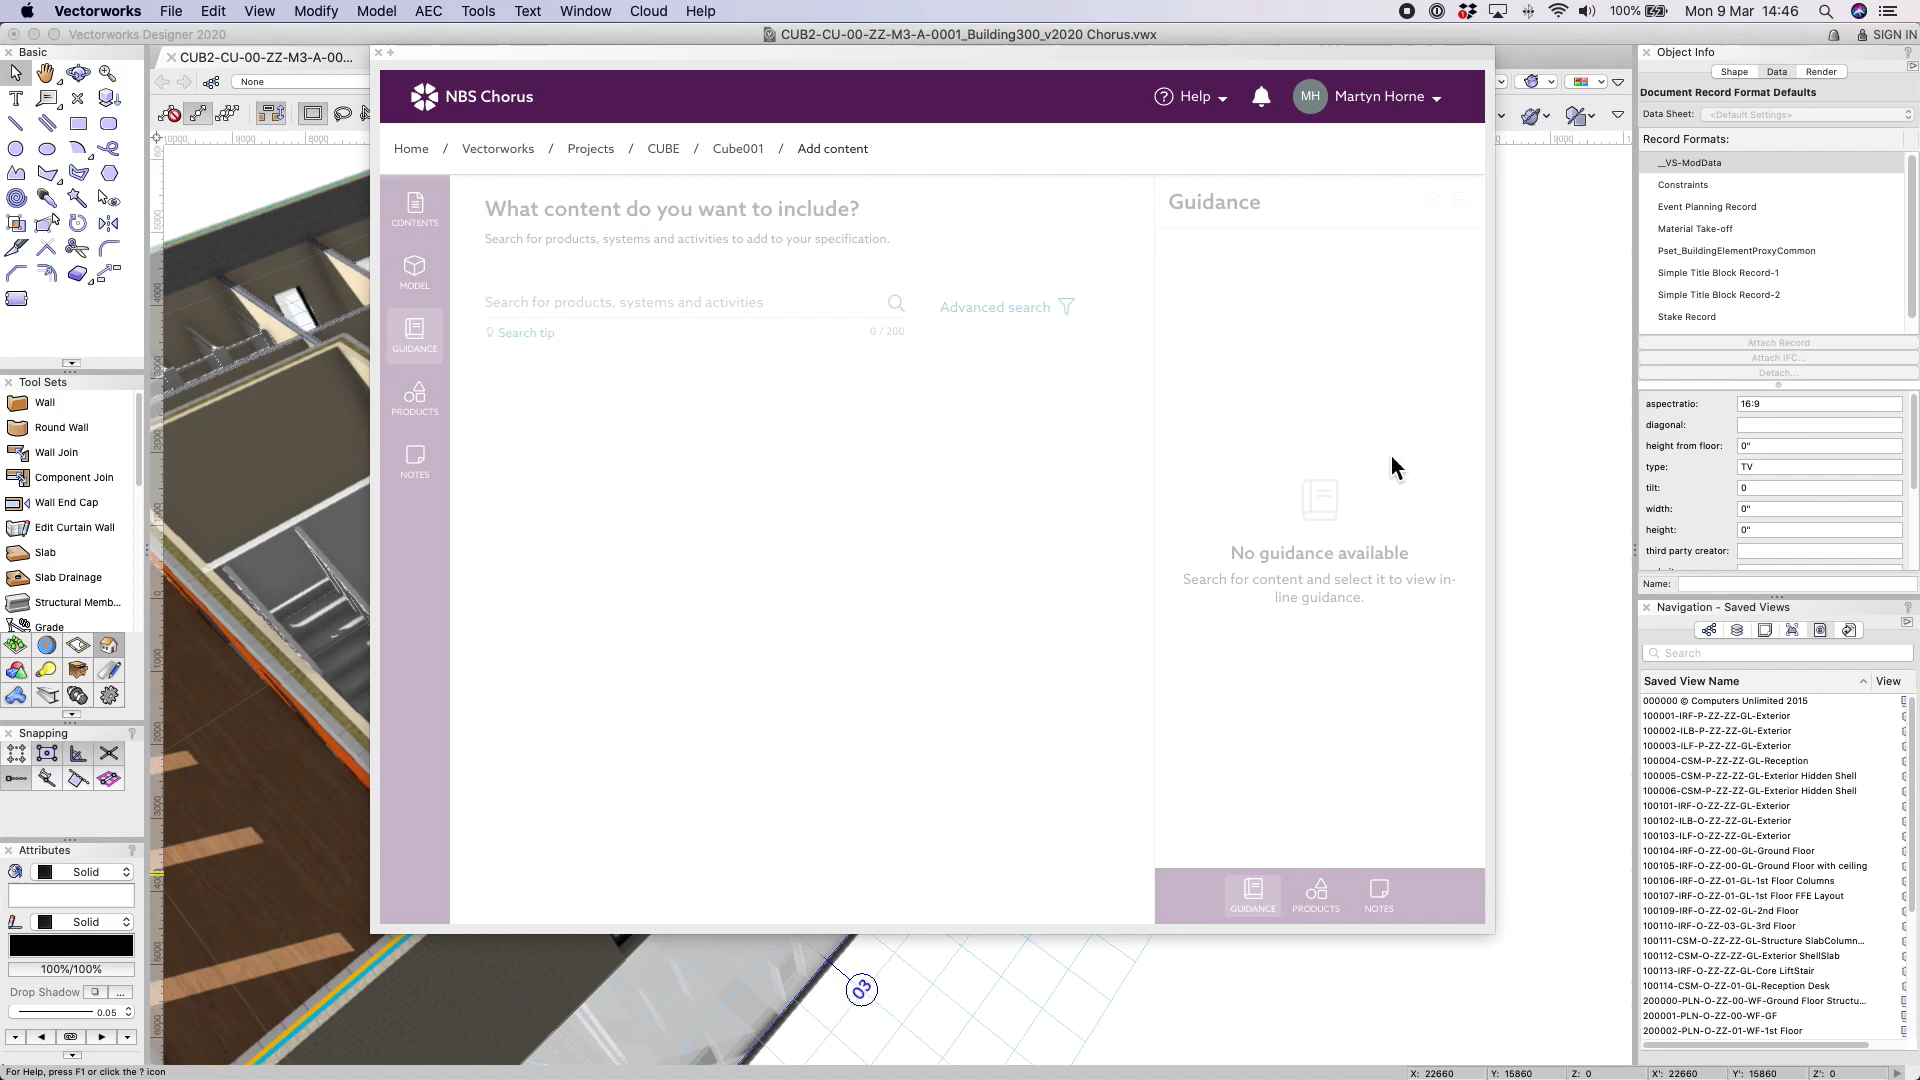 Vectorworks File Edit View Modify Model AEC Tools Text Window Cloud Help
100% Mon 9 Mar 14:46
Vectorworks Designer 2020
CUB2-CU-00-ZZ-M3-A-0001_Building300_v2020 Chorus.vwx
SIGN IN
Basic
CUB2-CU-00-ZZ-M3-A-00...
None
Tool Sets
Wall
Round Wall
Wall Join
Component Join
Wall End Cap
Edit Curtain Wall
Slab
Slab Drainage
Structural Memb...
Grade
Snapping
Attributes
Solid
Solid
100%/100%
Drop Shadow ...
0.05
For Help, press F1 or click the ? icon
NBS Chorus
Help
MH Martyn Horne
Home / Vectorworks / Projects / CUBE / Cube001 / Add content
CONTENTS
MODEL
GUIDANCE
PRODUCTS
NOTES
What content do you want to include?
Search for products, systems and activities to add to your specification.
Search for products, systems and activities
Advanced search
Search tip
0 / 200
Guidance
No guidance available
Search for content and select it to view in-
line guidance.
GUIDANCE PRODUCTS NOTES
03
Object Info
Shape Data Render
Document Record Format Defaults
Data Sheet: <Default Settings>
Record Formats:
__VS-ModData
Constraints
Event Planning Record
Material Take-off
Pset_BuildingElementProxyCommon
Simple Title Block Record-1
Simple Title Block Record-2
Stake Record
Attach Record
Attach IFC...
Detach...
aspectratio: 16:9
diagonal:
height from floor: 0"
type: TV
tilt: 0
width: 0"
height: 0"
third party creator:
Name:
Navigation - Saved Views
Search
Saved View Name View
000000 © Computers Unlimited 2015
100001-IRF-P-ZZ-ZZ-GL-Exterior
100002-ILB-P-ZZ-ZZ-GL-Exterior
100003-ILF-P-ZZ-ZZ-GL-Exterior
100004-CSM-P-ZZ-ZZ-GL-Reception
100005-CSM-P-ZZ-ZZ-GL-Exterior Hidden Shell
100006-CSM-P-ZZ-ZZ-GL-Exterior Hidden Shell
100101-IRF-O-ZZ-ZZ-GL-Exterior
100102-ILB-O-ZZ-ZZ-GL-Exterior
100103-ILF-O-ZZ-ZZ-GL-Exterior
100104-IRF-O-ZZ-00-GL-Ground Floor
100105-IRF-O-ZZ-00-GL-Ground Floor with ceiling
100106-IRF-O-ZZ-01-GL-1st Floor Columns
100107-IRF-O-ZZ-01-GL-1st Floor FFE Layout
100109-IRF-O-ZZ-02-GL-2nd Floor
100110-IRF-O-ZZ-03-GL-3rd Floor
100111-CSM-O-ZZ-ZZ-GL-Structure SlabColumn...
100112-CSM-O-ZZ-ZZ-GL-Exterior ShellSlab
100113-IRF-O-ZZ-ZZ-GL-Core LiftStair
100114-CSM-O-ZZ-01-GL-Reception Desk
200000-PLN-O-ZZ-00-WF-Ground Floor Structu...
200001-PLN-O-ZZ-00-WF-GF
200002-PLN-O-ZZ-01-WF-1st Floor
X: 22660 Y: 15860 Z: 0 X': 22660 Y': 15860 Z': 0